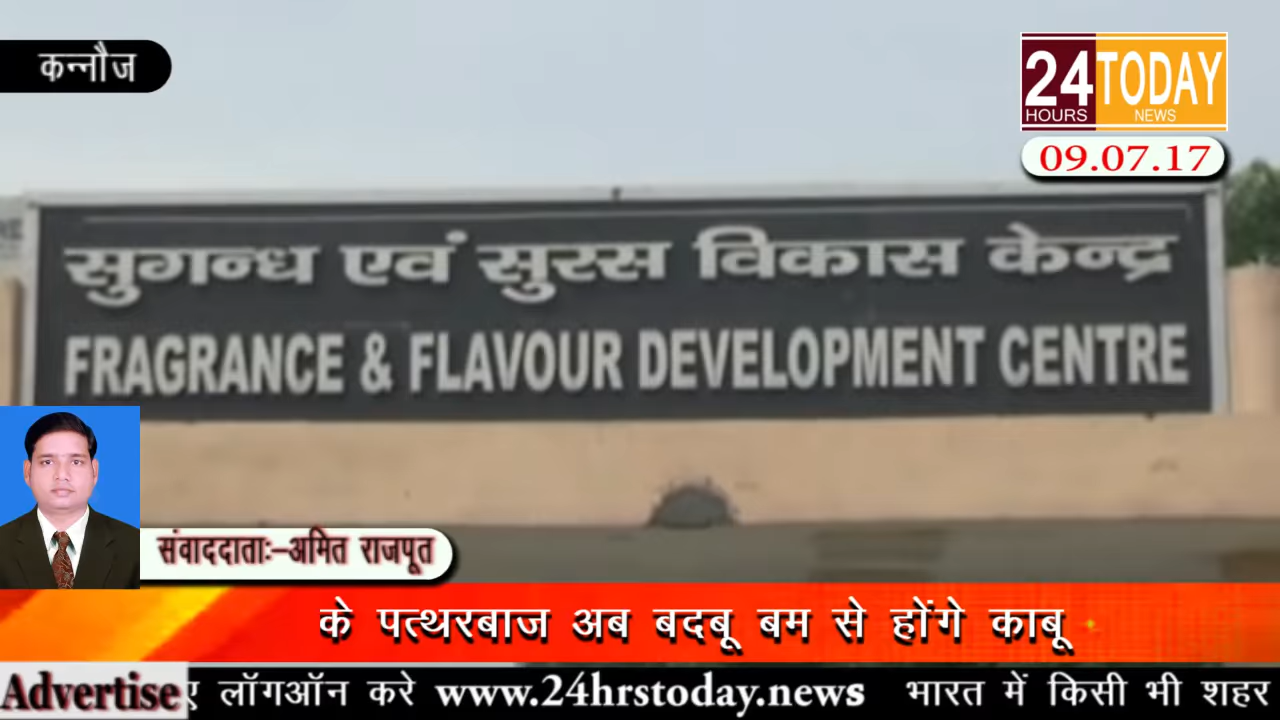 कन्नौज
24 TODAY
HOURS NEWS
09.07.17
सुगन्ध एवं सुरस विकास केन्द्र
FRAGRANCE & FLAVOUR DEVELOPMENT CENTRE
संवाददाताः-अमित राजपूत
के पत्थरबाज अब बदबू बम से होंगे काबू
Advertise लॉगऑन करे www.24hrstoday.news भारत में किसी भी शहर